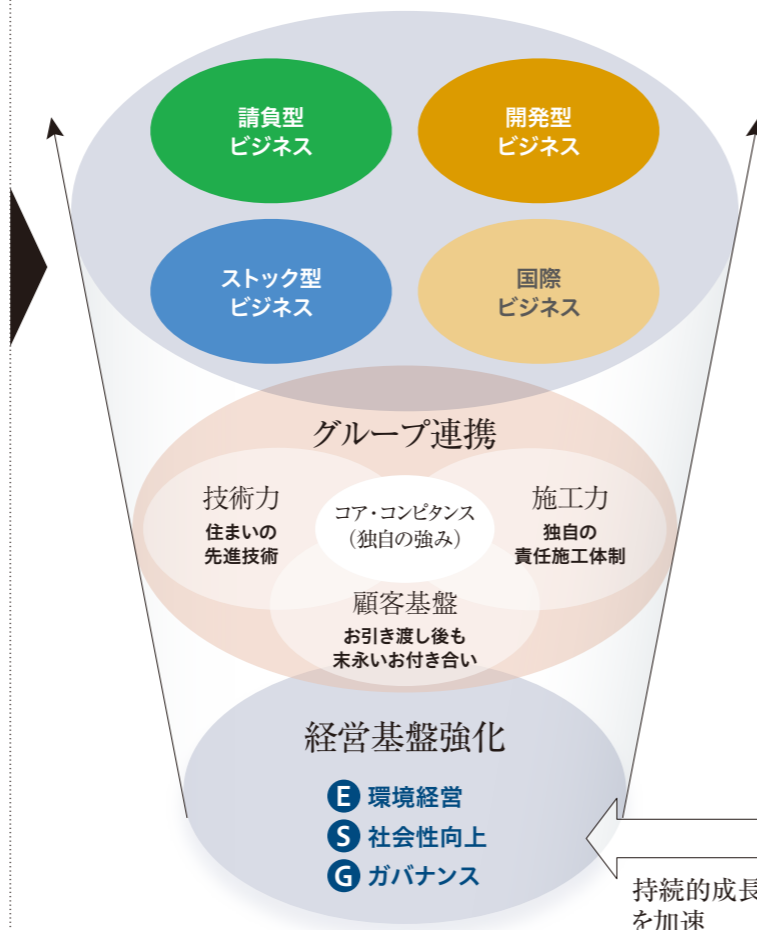 請負型
ビジネス
開発型
ビジネス
ストック型
ビジネス
国際
ビジネス
グループ連携
技術力
住まいの
先進技術
コア・コンピタンス
（独自の強み）
施工力
独自の
責任施工体制
顧客基盤
お引き渡し後も
末永いお付き合い
経営基盤強化
E 環境経営
S 社会性向上
G ガバナンス
持続的成長
を加速